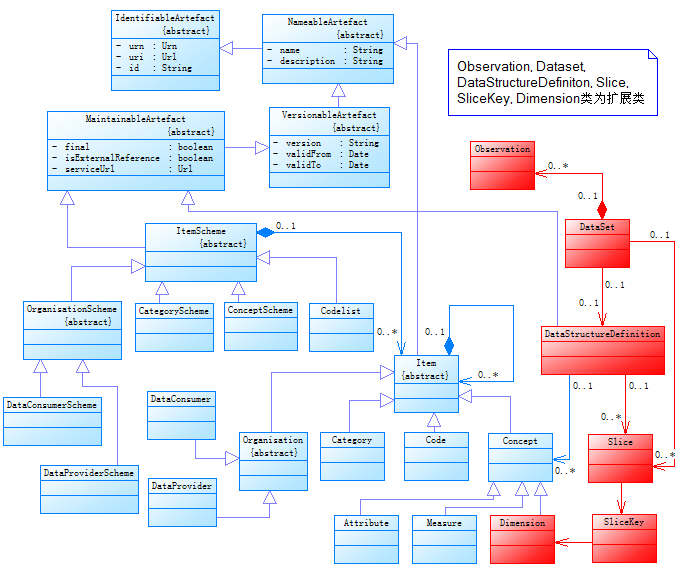 IdentifiableArtefact
{abstract}
- urn : Urn
- uri : Url
- id : String
NameableArtefact
{abstract}
- name : String
- description : String
Observation, Dataset,
DataStructureDefiniton, Slice,
SliceKey, Dimension类为扩展类
MaintainableArtefact
{abstract}
- final : boolean
- isExternalReference : boolean
- serviceUrl : Url
VersionableArtefact
{abstract}
- version : String
- validFrom : Date
- validTo : Date
Observation
0..*
0..1
DataSet
0..1
ItemScheme
{abstract}
0..1
0..1
0..1
OrganisationScheme
{abstract}
CategoryScheme
ConceptScheme
Codelist
0..*
0..1
DataStructureDefinition
Item
{abstract}
0..*
0..1
0..1
DataConsumerScheme
DataConsumer
0..*
Organisation
{abstract}
Category
Code
Concept
Slice
0..*
0..*
DataProviderScheme
DataProvider
Attribute
Measure
Dimension
SliceKey